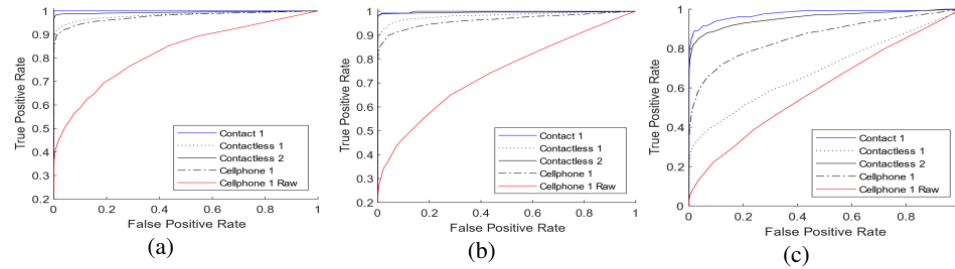 1
0.9
0.8
0.7
0.6
0.5
0.4
0.3
0.2
0
0.2
0.4
0.6
0.8
1
True Positive Rate
False Positive Rate
Contact 1
Contactless 1
Contactless 2
Cellphone 1
Cellphone 1 Raw
(a)
1
0.9
0.8
0.7
0.6
0.5
0.4
0.3
0.2
0
0.2
0.4
0.6
0.8
1
True Positive Rate
False Positive Rate
Contact 1
Contactless 1
Contactless 2
Cellphone 1
Cellphone 1 Raw
(b)
1
0.8
0.6
0.4
0.2
0
0
0.2
0.4
0.6
0.8
True Positive Rate
False Positive Rate
Contact 1
Contactless 1
Contactless 2
Cellphone 1
Cellphone 1 Raw
(c)